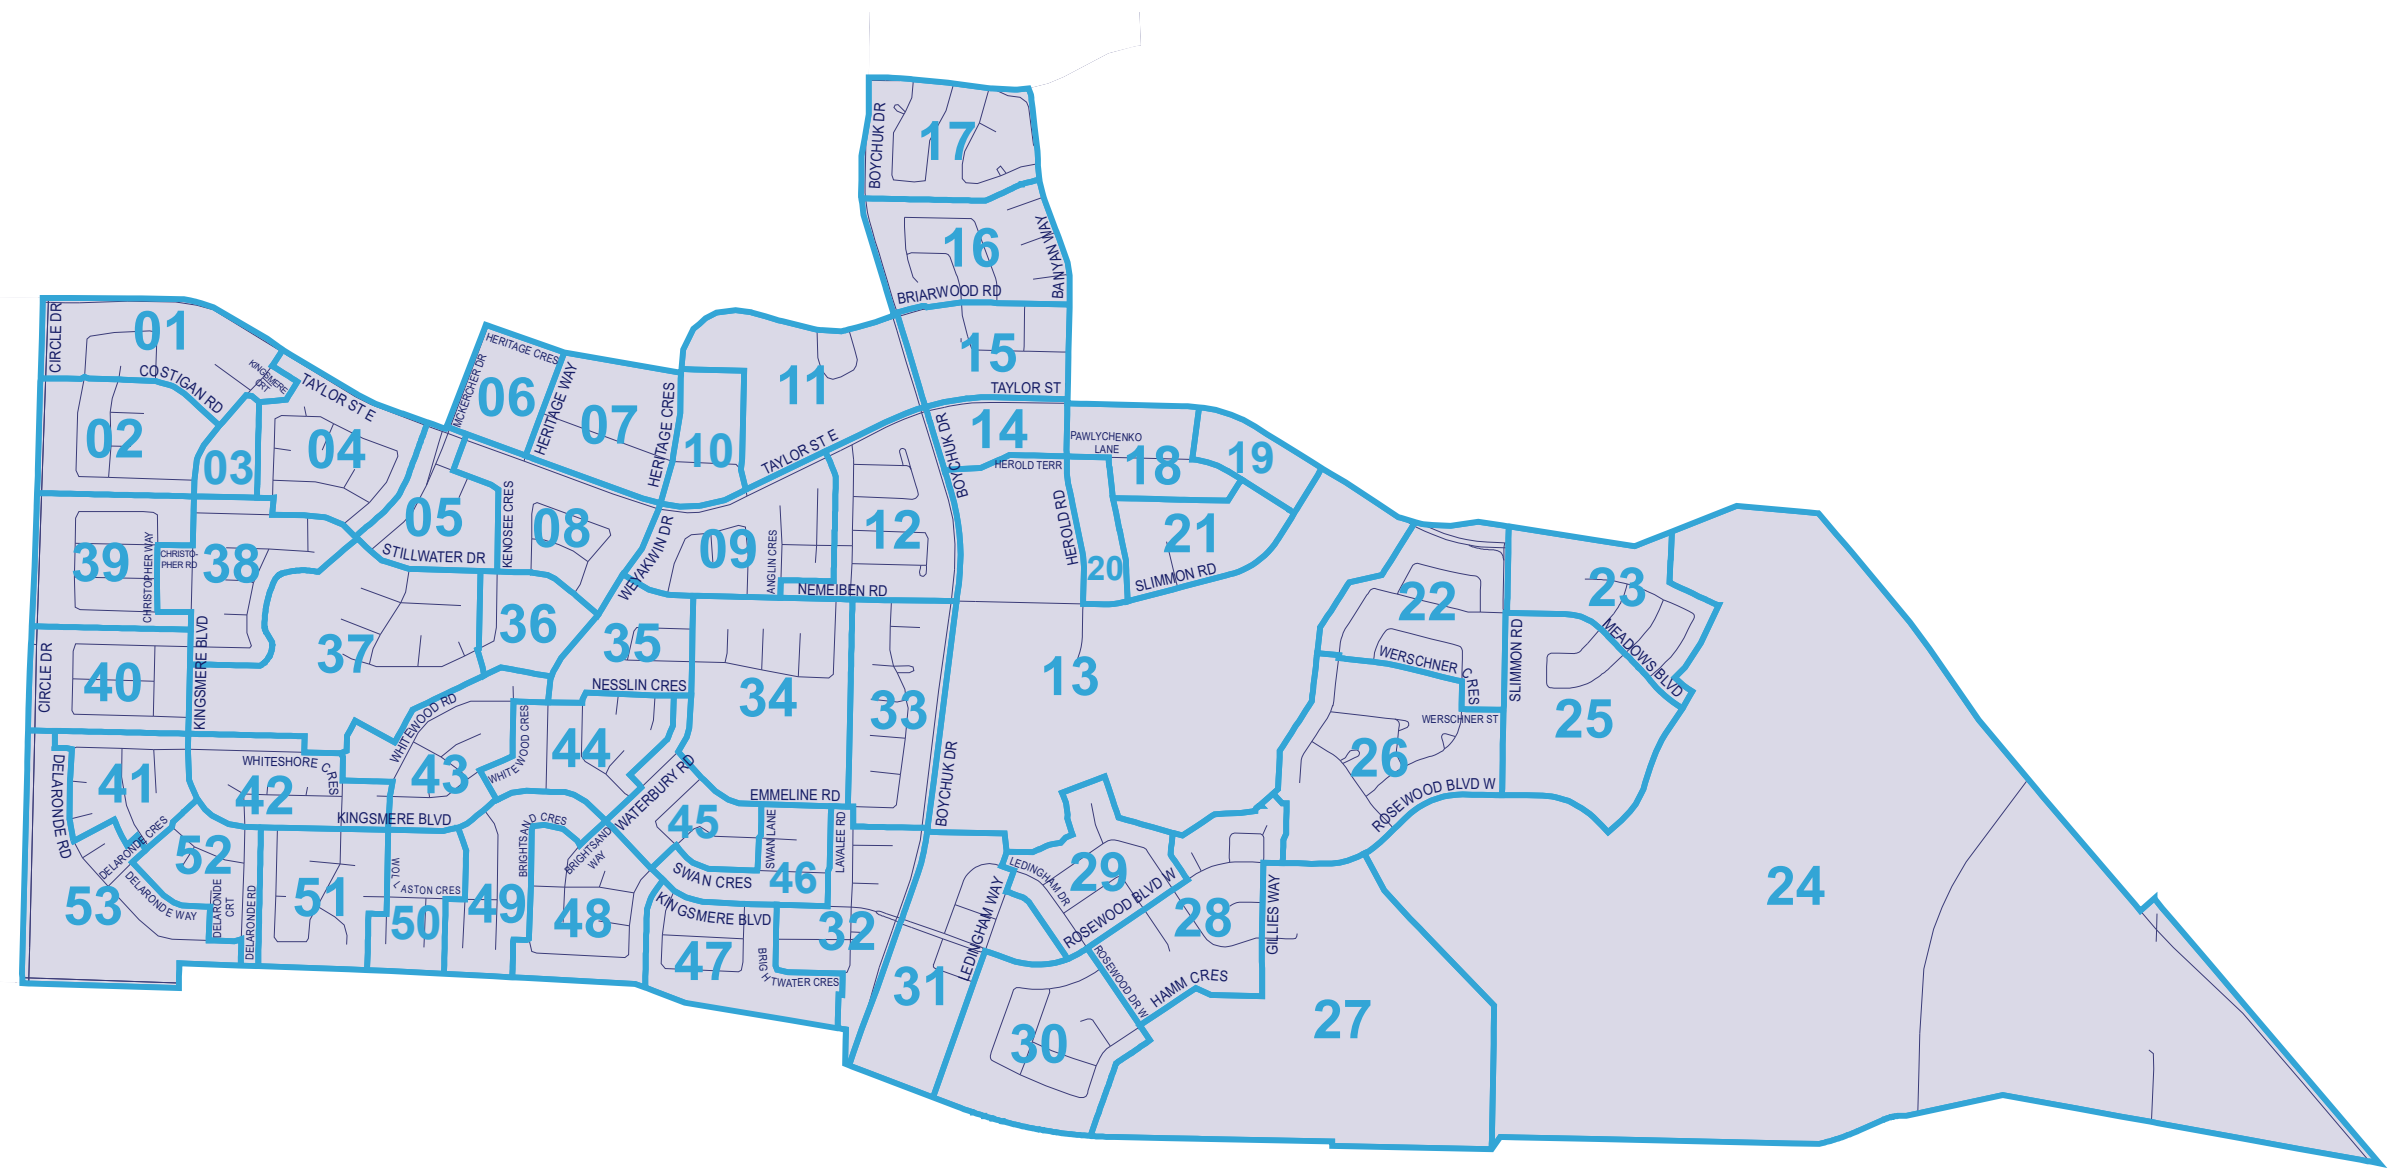 BOYCHUK DR
17
16
BANYAN WAY
BRIARWOOD RD
15
TAYLOR ST
CIRCLE DR
01
COSTIGAN RD
KINGSMERE
CRT
TAYLOR ST E
02
03
04
MCKERCHER DR
HERITAGE CRES
06
HERITAGE WAY
07
HERITAGE CRES
10
11
TAYLOR ST E
BOYCHUK DR
14
HEROLD TERR
PAWLYCHENKO
LANE
18
19
05
STILLWATER DR
KENOSEE CRES
08
WEYAKWIN DR
09
ANGLIN CRES
NEMEIBEN RD
12
HEROLD RD
20
21
SLIMMON RD
39
CHRISTOPHER WAY
CHRISTO-
PHER RD
38
22
23
MEADOWS BLVD
SLIMMON RD
WERSCHNER CRES
WERSCHNER ST
25
26
ROSEWOOD BLVD W
CIRCLE DR
40
KINGSMERE BLVD
37
36
35
NESSLIN CRES
34
33
13
BOYCHUK DR
WHITEWOOD RD
WHITEWOOD CRES
44
43
41
DELARONDE RD
WHITESHORE CRES
42
KINGSMERE BLVD
WATERBURY RD
EMMELINE RD
45
SWAN LANE
LAVALEE RD
46
SWAN CRES
BRIGHTSAND CRES
BRIGHTSAND
WAY
DELARONDE CRES
52
53
DELARONDE WAY
DELARONDE
CRT
DELARONDE RD
51
WOLLASTON CRES
50
49
48
KINGSMERE BLVD
47
BRIGHTWATER CRES
32
31
LEDINGHAM WAY
LEDINGHAM DR
29
ROSEWOOD BLVD W
28
GILLIES WAY
ROSEWOOD DR W
HAMM CRES
30
27
24